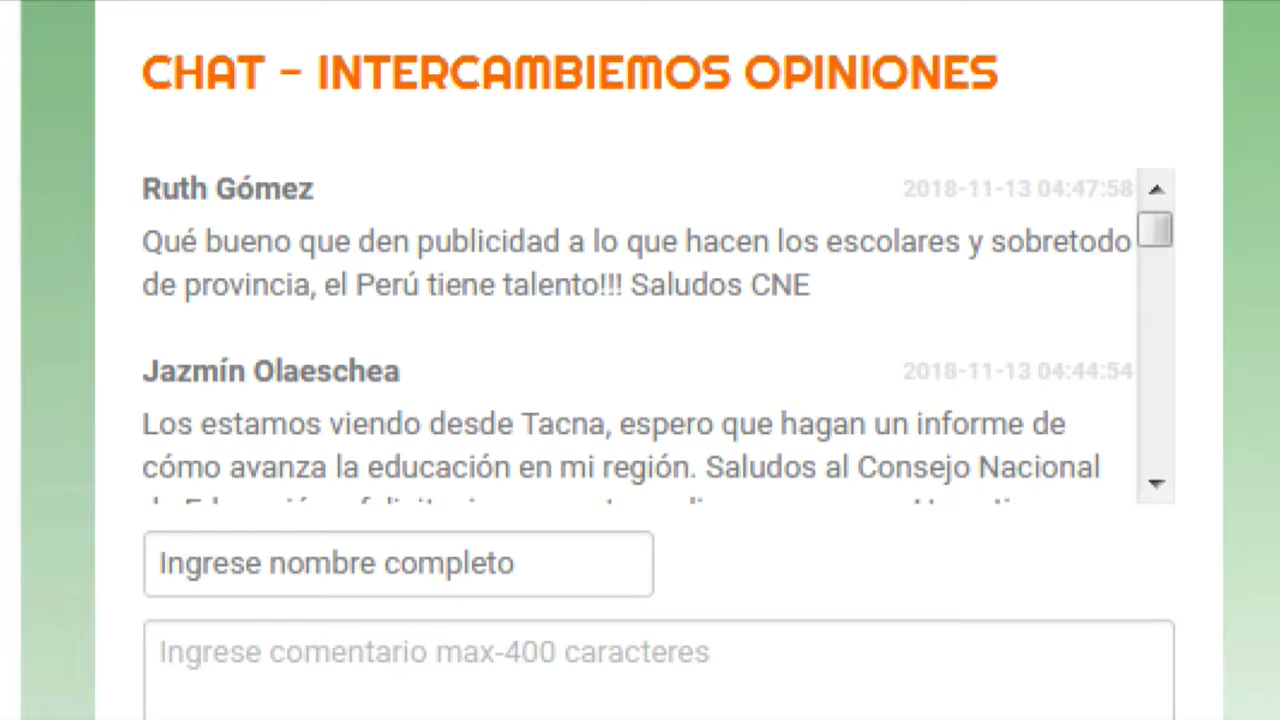 CHAT - INTERCAMBIEMOS OPINIONES
Ruth Gómez 2018-11-13 04:47:58
Qué bueno que den publicidad a lo que hacen los escolares y sobretodo
de provincia, el Perú tiene talento!!! Saludos CNE
Jazmín Olaeschea 2018-11-13 04:44:54
Los estamos viendo desde Tacna, espero que hagan un informe de
cómo avanza la educación en mi región. Saludos al Consejo Nacional
Ingrese nombre completo
Ingrese comentario max-400 caracteres